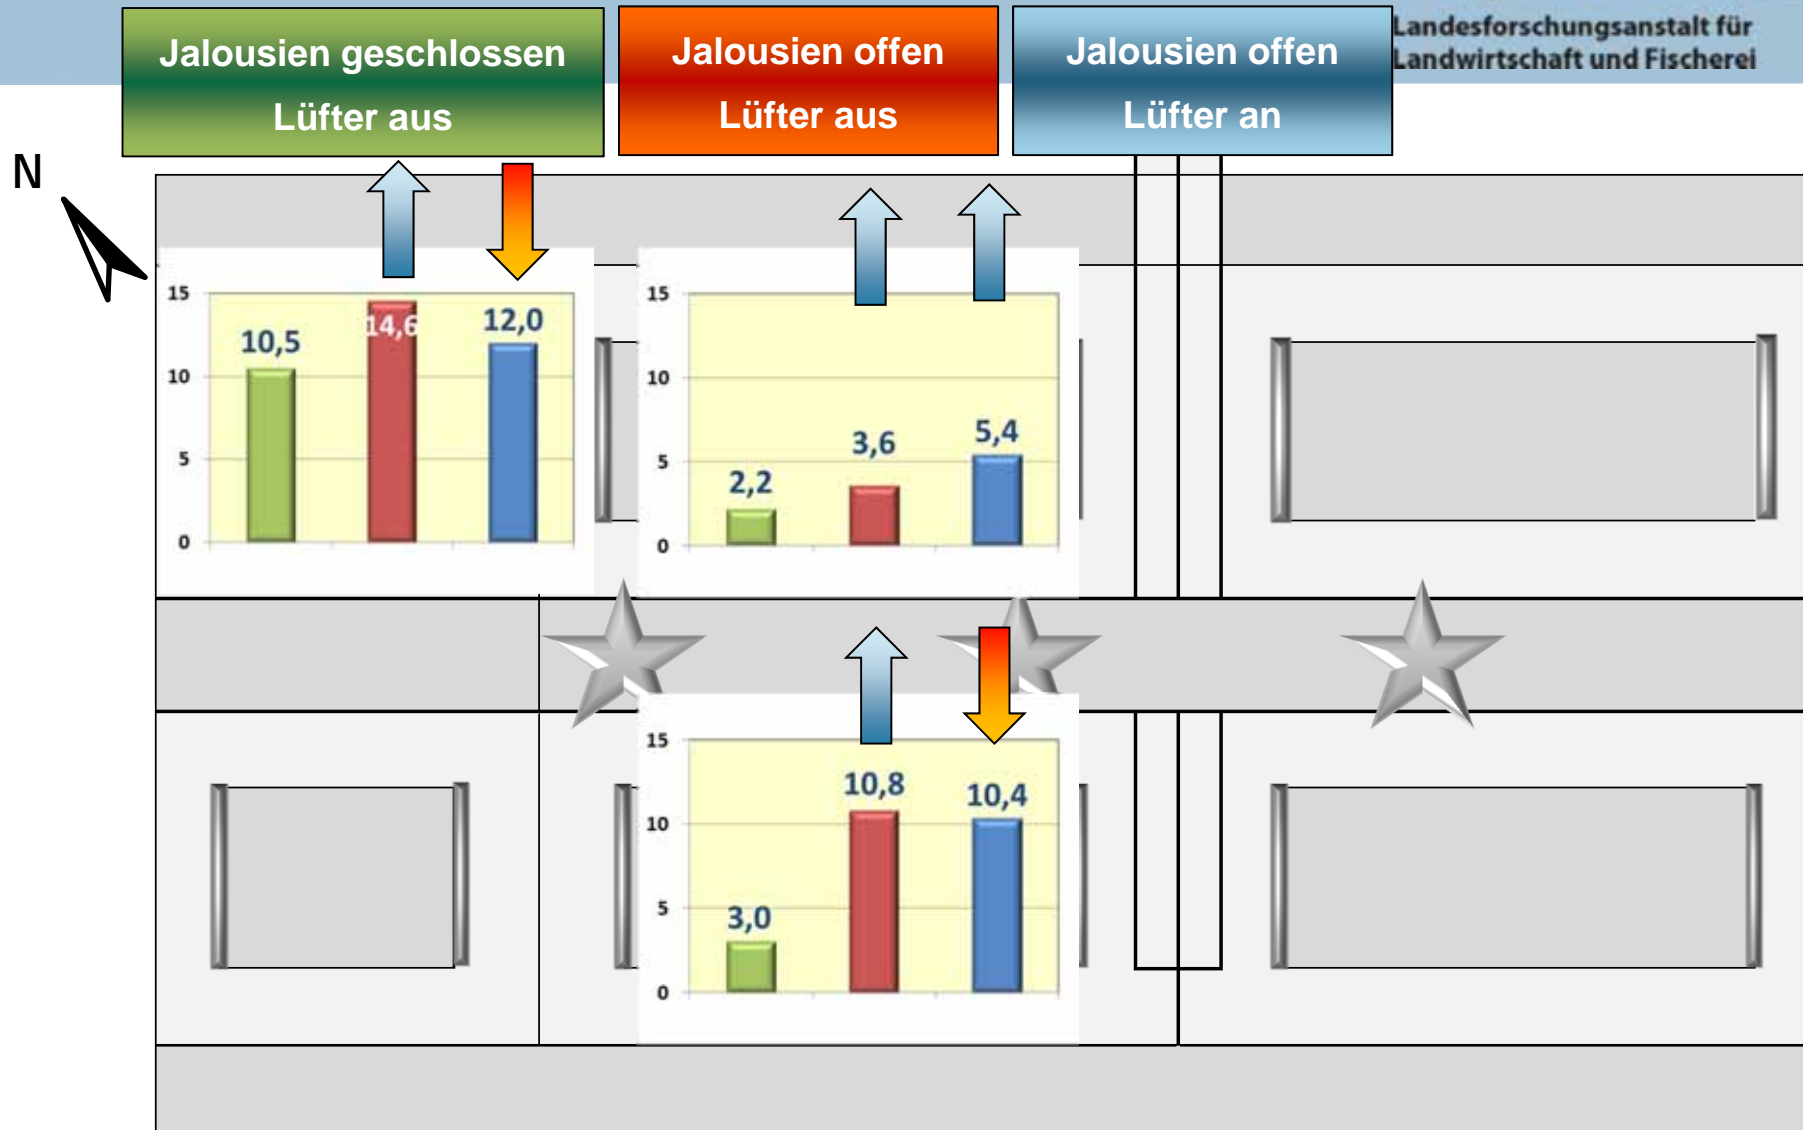 Landesforschungsanstalt für
Landwirtschaft und Fischerei
Jalousien geschlossen
Lüfter aus
Jalousien offen
Lüfter aus
Jalousien offen
Lüfter an
N
15
10
5
0
10,5
14,6
12,0
15
10
5
0
2,2
3,6
5,4
15
10
5
0
3,0
10,8
10,4